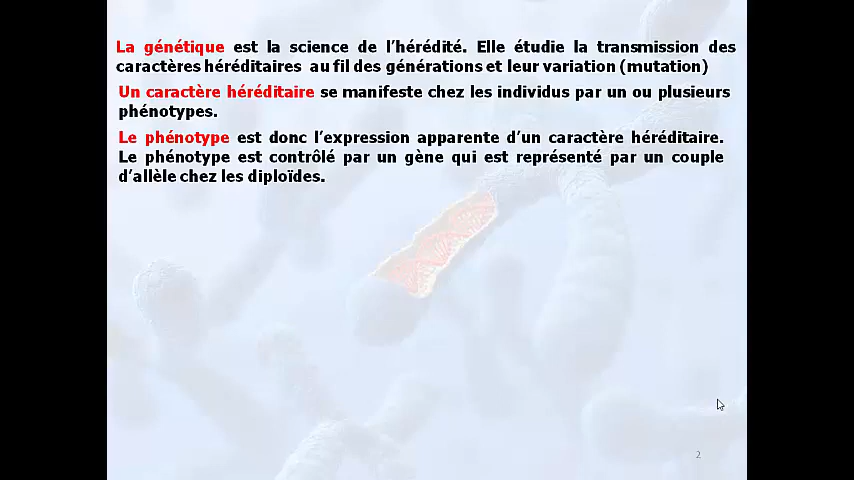 La génétique est la science de l’hérédité. Elle étudie la transmission des
caractères héréditaires au fil des générations et leur variation (mutation)
Un caractère héréditaire se manifeste chez les individus par un ou plusieurs
phénotypes.
Le phénotype est donc l’expression apparente d’un caractère héréditaire.
Le phénotype est contrôlé par un gène qui est représenté par un couple
d’allèle chez les diploïdes.
2